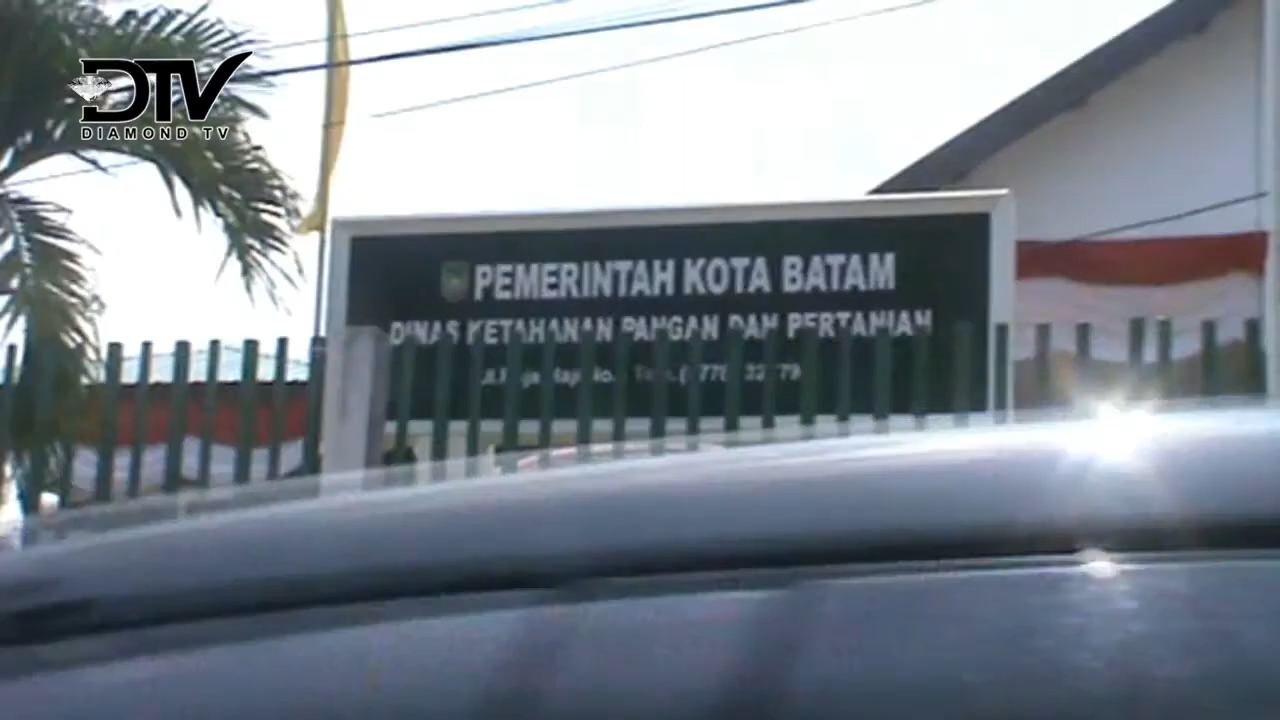 DTV
DIAMOND TV
PEMERINTAH KOTA BATAM
DINAS KETAHANAN PANGAN DAN PERTANIAN